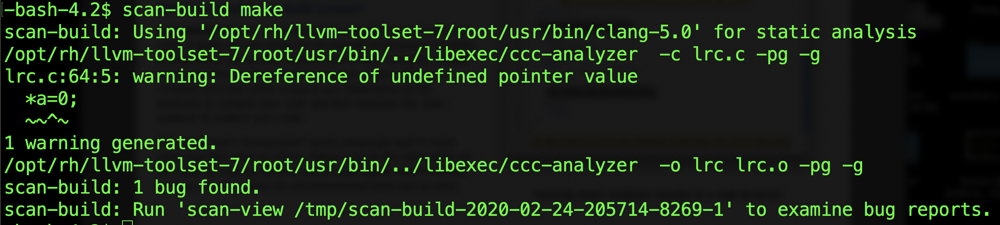 -bash-4.2$ scan-build make
scan-build: Using '/opt/rh/llvm-toolset-7/root/usr/bin/clang-5.0' for static analysis
/opt/rh/llvm-toolset-7/root/usr/bin/../libexec/ccc-analyzer  -c lrc.c -pg -g
lrc.c:64:5: warning: Dereference of undefined pointer value
  *a=0;
  ~~^~
1 warning generated.
/opt/rh/llvm-toolset-7/root/usr/bin/../libexec/ccc-analyzer  -o lrc lrc.o -pg -g
scan-build: 1 bug found.
scan-build: Run 'scan-view /tmp/scan-build-2020-02-24-205714-8269-1' to examine bug reports.